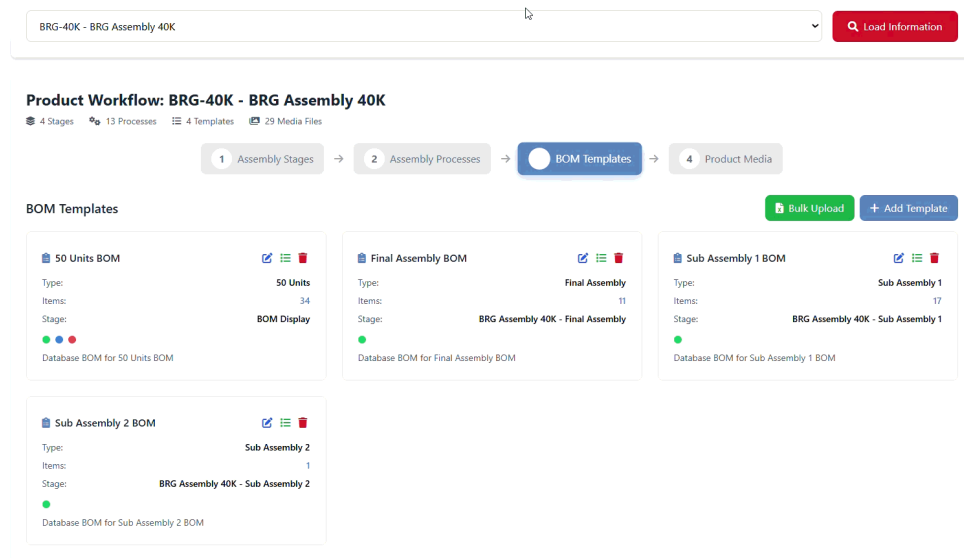 BRG-40K - BRG Assembly 40K
Load Information
Product Workflow: BRG-40K - BRG Assembly 40K
4 Stages 13 Processes 4 Templates 29 Media Files
1 Assembly Stages 2 Assembly Processes BOM Templates 4 Product Media
BOM Templates
Bulk Upload
Add Template
50 Units BOM
Type: 50 Units
Items: 34
Stage: BOM Display
Database BOM for 50 Units BOM
Final Assembly BOM
Type: Final Assembly
Items: 11
Stage: BRG Assembly 40K - Final Assembly
Database BOM for Final Assembly BOM
Sub Assembly 1 BOM
Type: Sub Assembly 1
Items: 17
Stage: BRG Assembly 40K - Sub Assembly 1
Database BOM for Sub Assembly 1 BOM
Sub Assembly 2 BOM
Type: Sub Assembly 2
Items: 1
Stage: BRG Assembly 40K - Sub Assembly 2
Database BOM for Sub Assembly 2 BOM